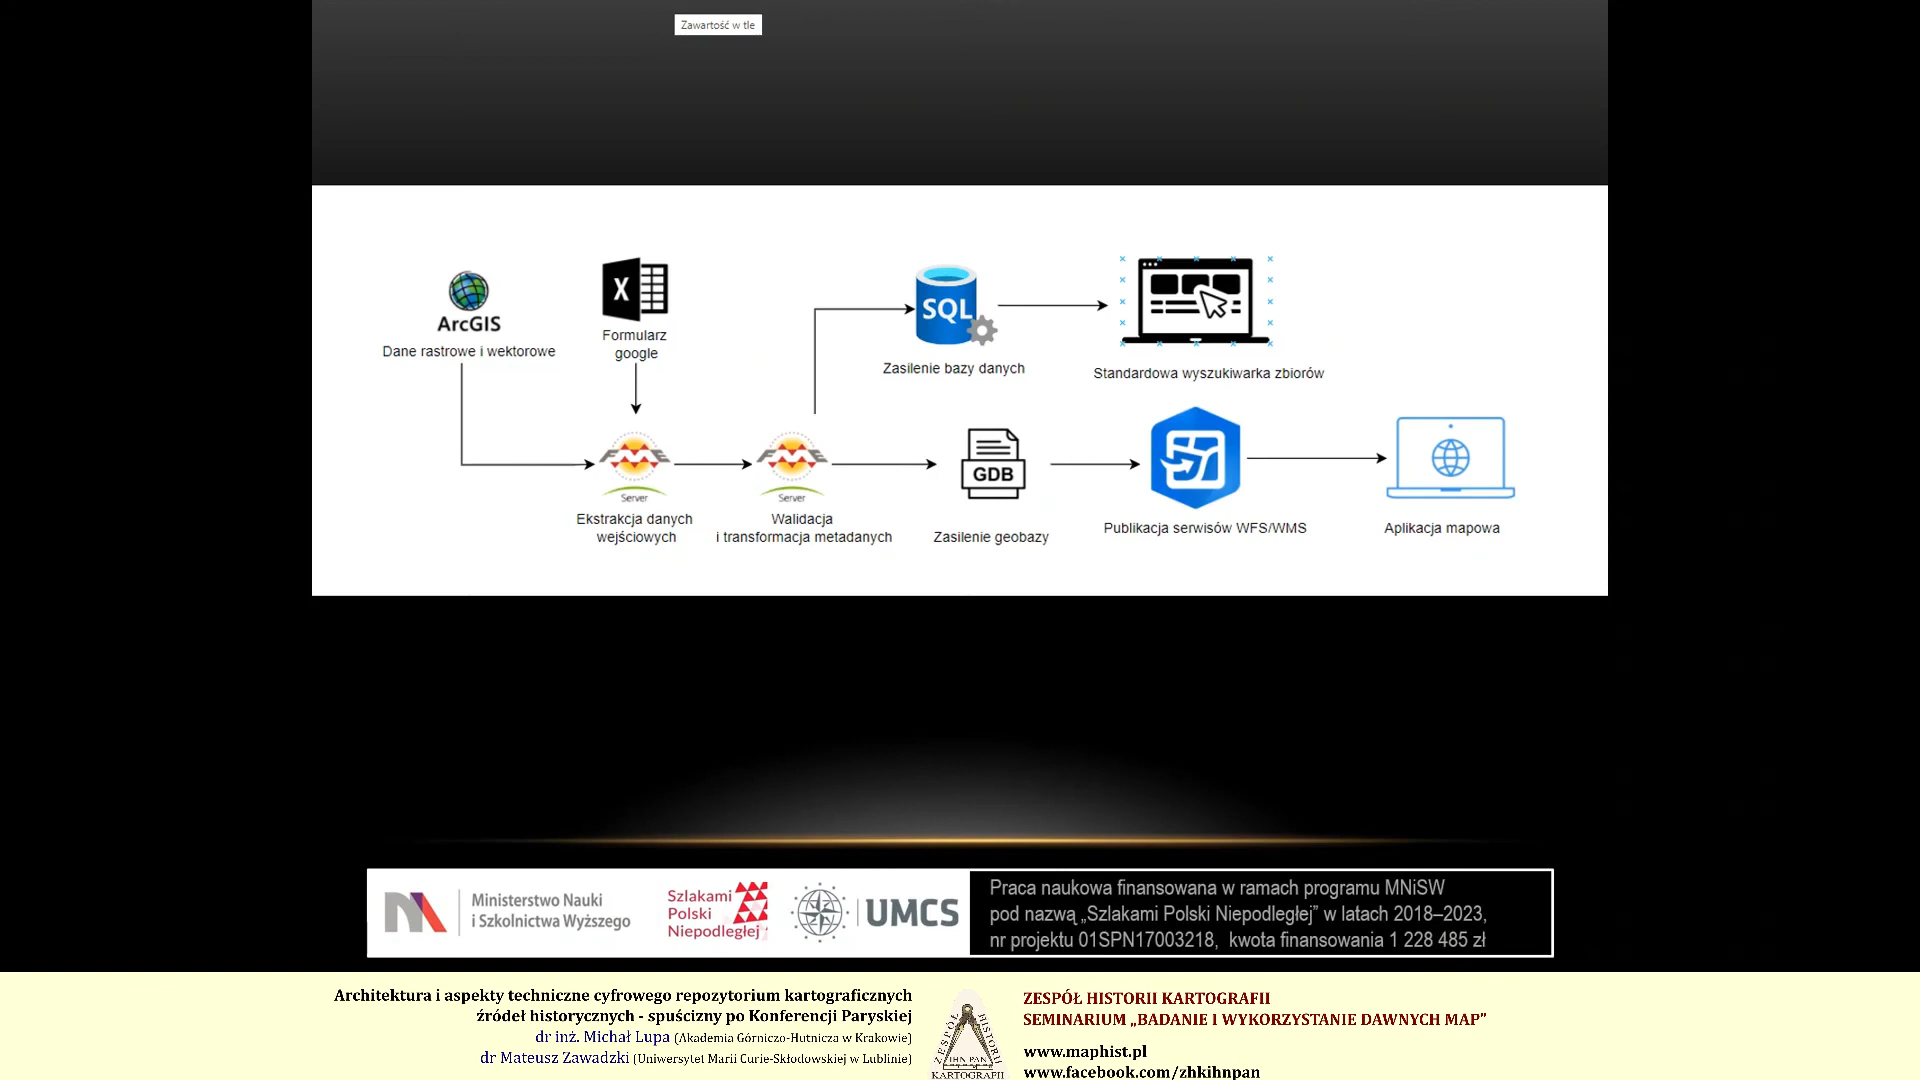 Zawartość w tle
ArcGIS
Dane rastrowe i wektorowe
X
Formularz
google
SQL
Zasilenie bazy danych
Standardowa wyszukiwarka zbiorów
FME
Server
Ekstrakcja danych
wejściowych
FME
Server
Walidacja
i transformacja metadanych
GDB
Zasilenie geobazy
Publikacja serwisów WFS/WMS
Aplikacja mapowa
Ministerstwo Nauki
i Szkolnictwa Wyższego
Szlakami
Polski
Niepodległej
UMCS
Praca naukowa finansowana w ramach programu MNiSW
pod nazwą „Szlakami Polski Niepodległej” w latach 2018–2023,
nr projektu 01SPN17003218, kwota finansowania 1 228 485 zł
Architektura i aspekty techniczne cyfrowego repozytorium kartograficznych
źródeł historycznych - spuścizny po Konferencji Paryskiej
dr inż. Michał Lupa (Akademia Górniczo-Hutnicza w Krakowie)
dr Mateusz Zawadzki (Uniwersytet Marii Curie-Skłodowskiej w Lublinie)
ZESPÓŁ HISTORII
IHN PAN
KARTOGRAFII
ZESPÓŁ HISTORII KARTOGRAFII
SEMINARIUM „BADANIE I WYKORZYSTANIE DAWNYCH MAP”
www.maphist.pl
www.facebook.com/zhkihnpan